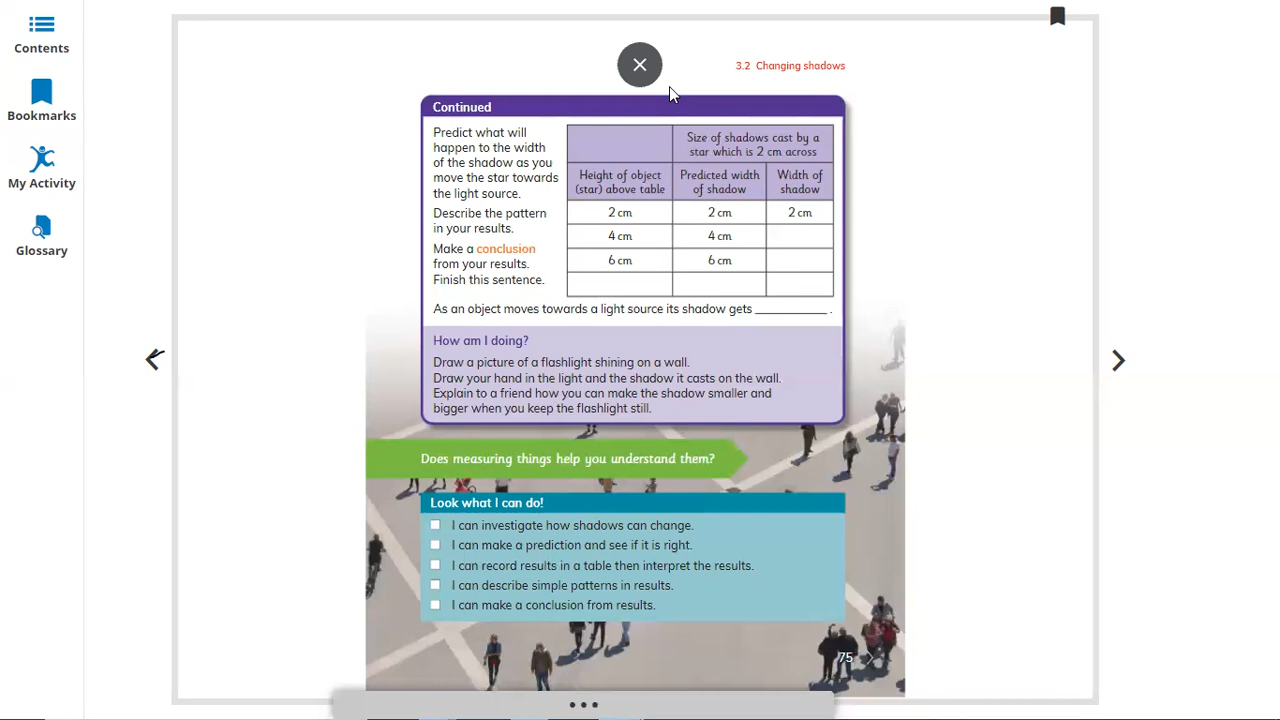 Contents
Bookmarks
My Activity
Glossary
3.2 Changing shadows
Continued
Predict what will
happen to the width
of the shadow as you
move the star towards
the light source.
Describe the pattern
in your results.
Make a conclusion
from your results.
Finish this sentence.
Size of shadows cast by a
star which is 2 cm across
Height of object
(star) above table
Predicted width
of shadow
Width of
shadow
2 cm 2 cm 2 cm
4 cm 4 cm
6 cm 6 cm
As an object moves towards a light source its shadow gets ___________ .
How am I doing?
Draw a picture of a flashlight shining on a wall.
Draw your hand in the light and the shadow it casts on the wall.
Explain to a friend how you can make the shadow smaller and
bigger when you keep the flashlight still.
Does measuring things help you understand them?
Look what I can do!
I can investigate how shadows can change.
I can make a prediction and see if it is right.
I can record results in a table then interpret the results.
I can describe simple patterns in results.
I can make a conclusion from results.
75